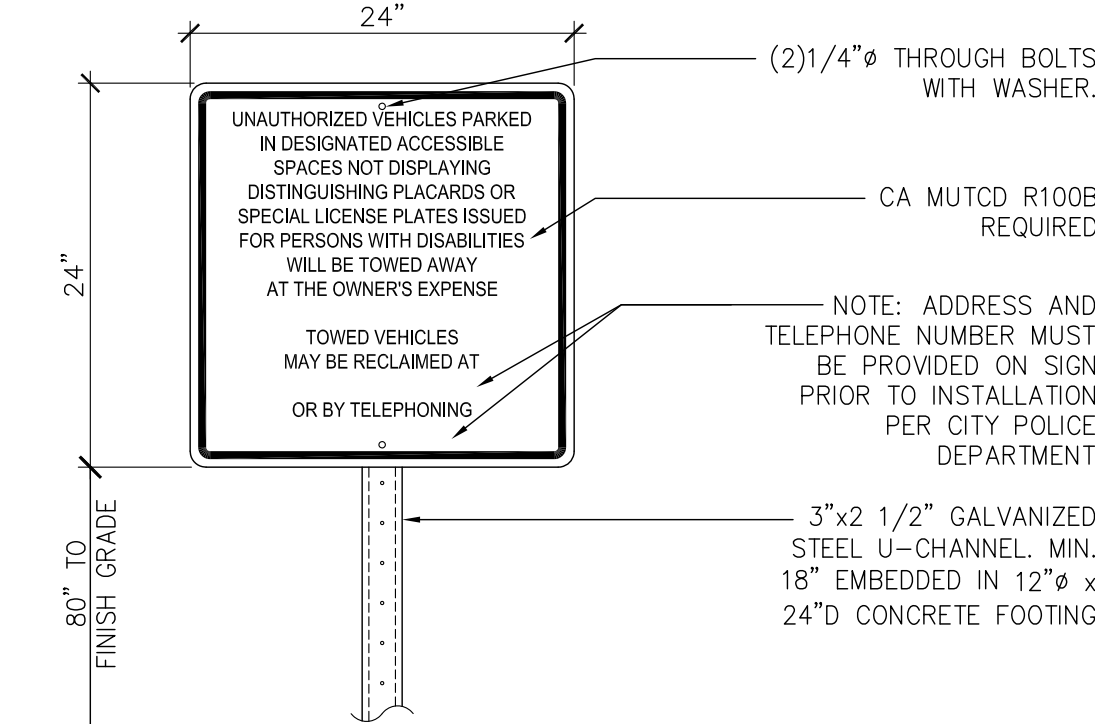 24”
(2)1/4”ø THROUGH BOLTS
WITH WASHER.
UNAUTHORIZED VEHICLES PARKED
IN DESIGNATED ACCESSIBLE
SPACES NOT DISPLAYING
DISTINGUISHING PLACARDS OR
SPECIAL LICENSE PLATES ISSUED
FOR PERSONS WITH DISABILITIES
WILL BE TOWED AWAY
AT THE OWNER'S EXPENSE
TOWED VEHICLES
MAY BE RECLAIMED AT
OR BY TELEPHONING
CA MUTCD R100B
REQUIRED
24”
NOTE: ADDRESS AND
TELEPHONE NUMBER MUST
BE PROVIDED ON SIGN
PRIOR TO INSTALLATION
PER CITY POLICE
DEPARTMENT
80” TO
FINISH GRADE
3”x2 1/2” GALVANIZED
STEEL U-CHANNEL. MIN.
18” EMBEDDED IN 12”ø x
24”D CONCRETE FOOTING